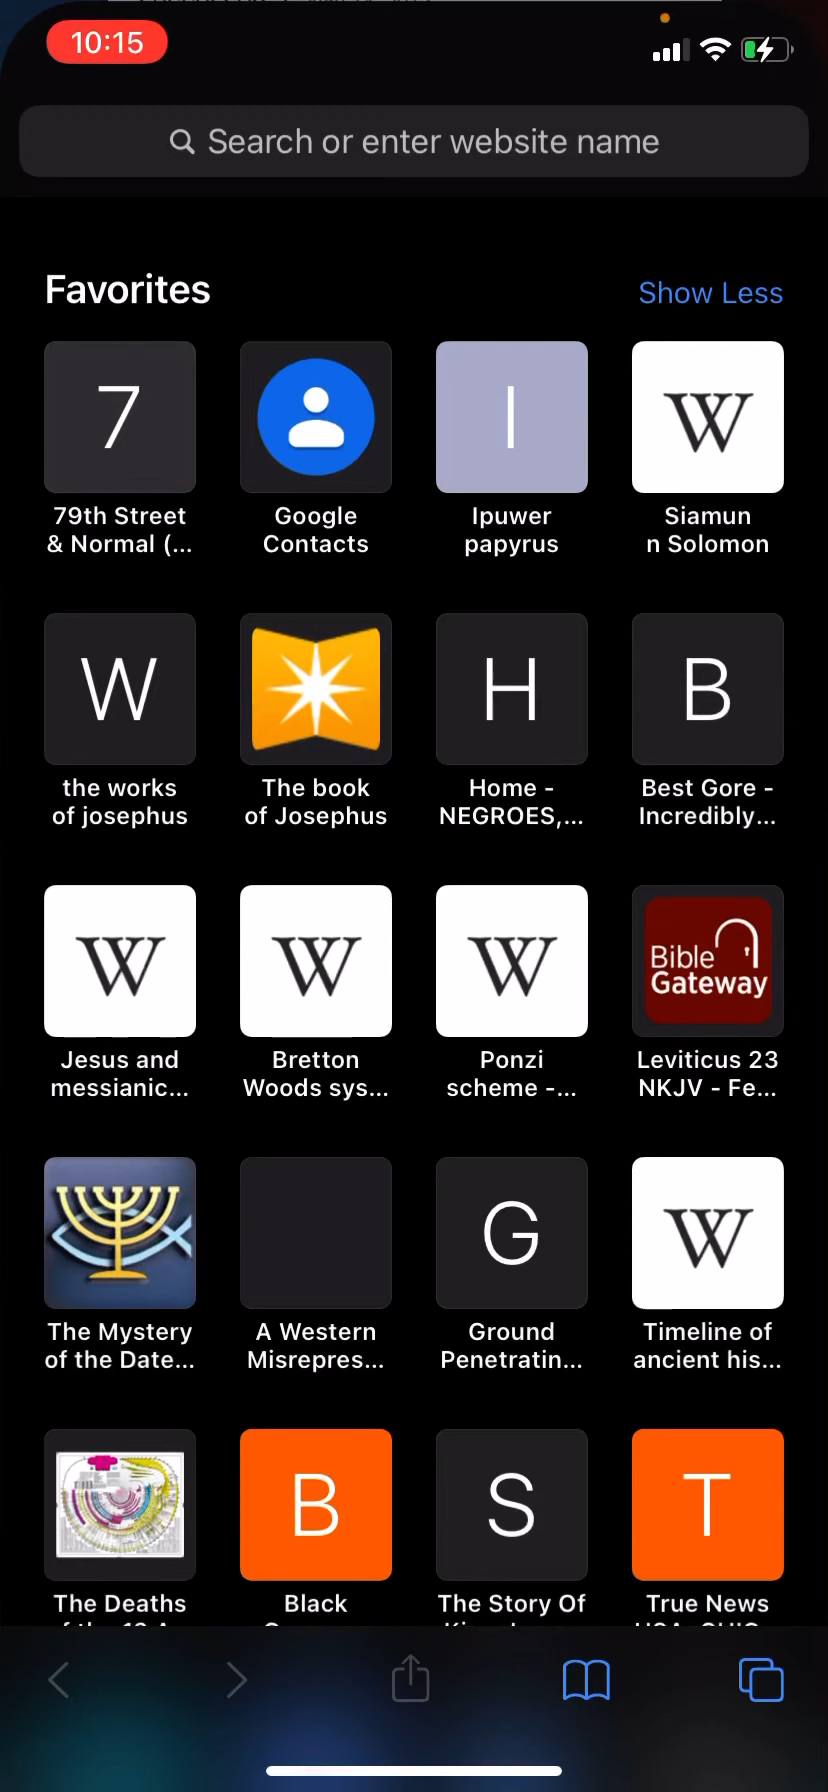 10:15
Search or enter website name
Favorites
Show Less
7
I
W
79th Street
& Normal (...
Google
Contacts
Ipuwer
papyrus
Siamun
n Solomon
W
H
B
the works
of josephus
The book
of Josephus
Home -
NEGROES,...
Best Gore -
Incredibly...
W
W
W
Bible
Gateway
Jesus and
messianic...
Bretton
Woods sys...
Ponzi
scheme -...
Leviticus 23
NKJV - Fe...
G
W
The Mystery
of the Date...
A Western
Misrepres...
Ground
Penetratin...
Timeline of
ancient his...
B
S
T
The Deaths
Black
The Story Of
True News